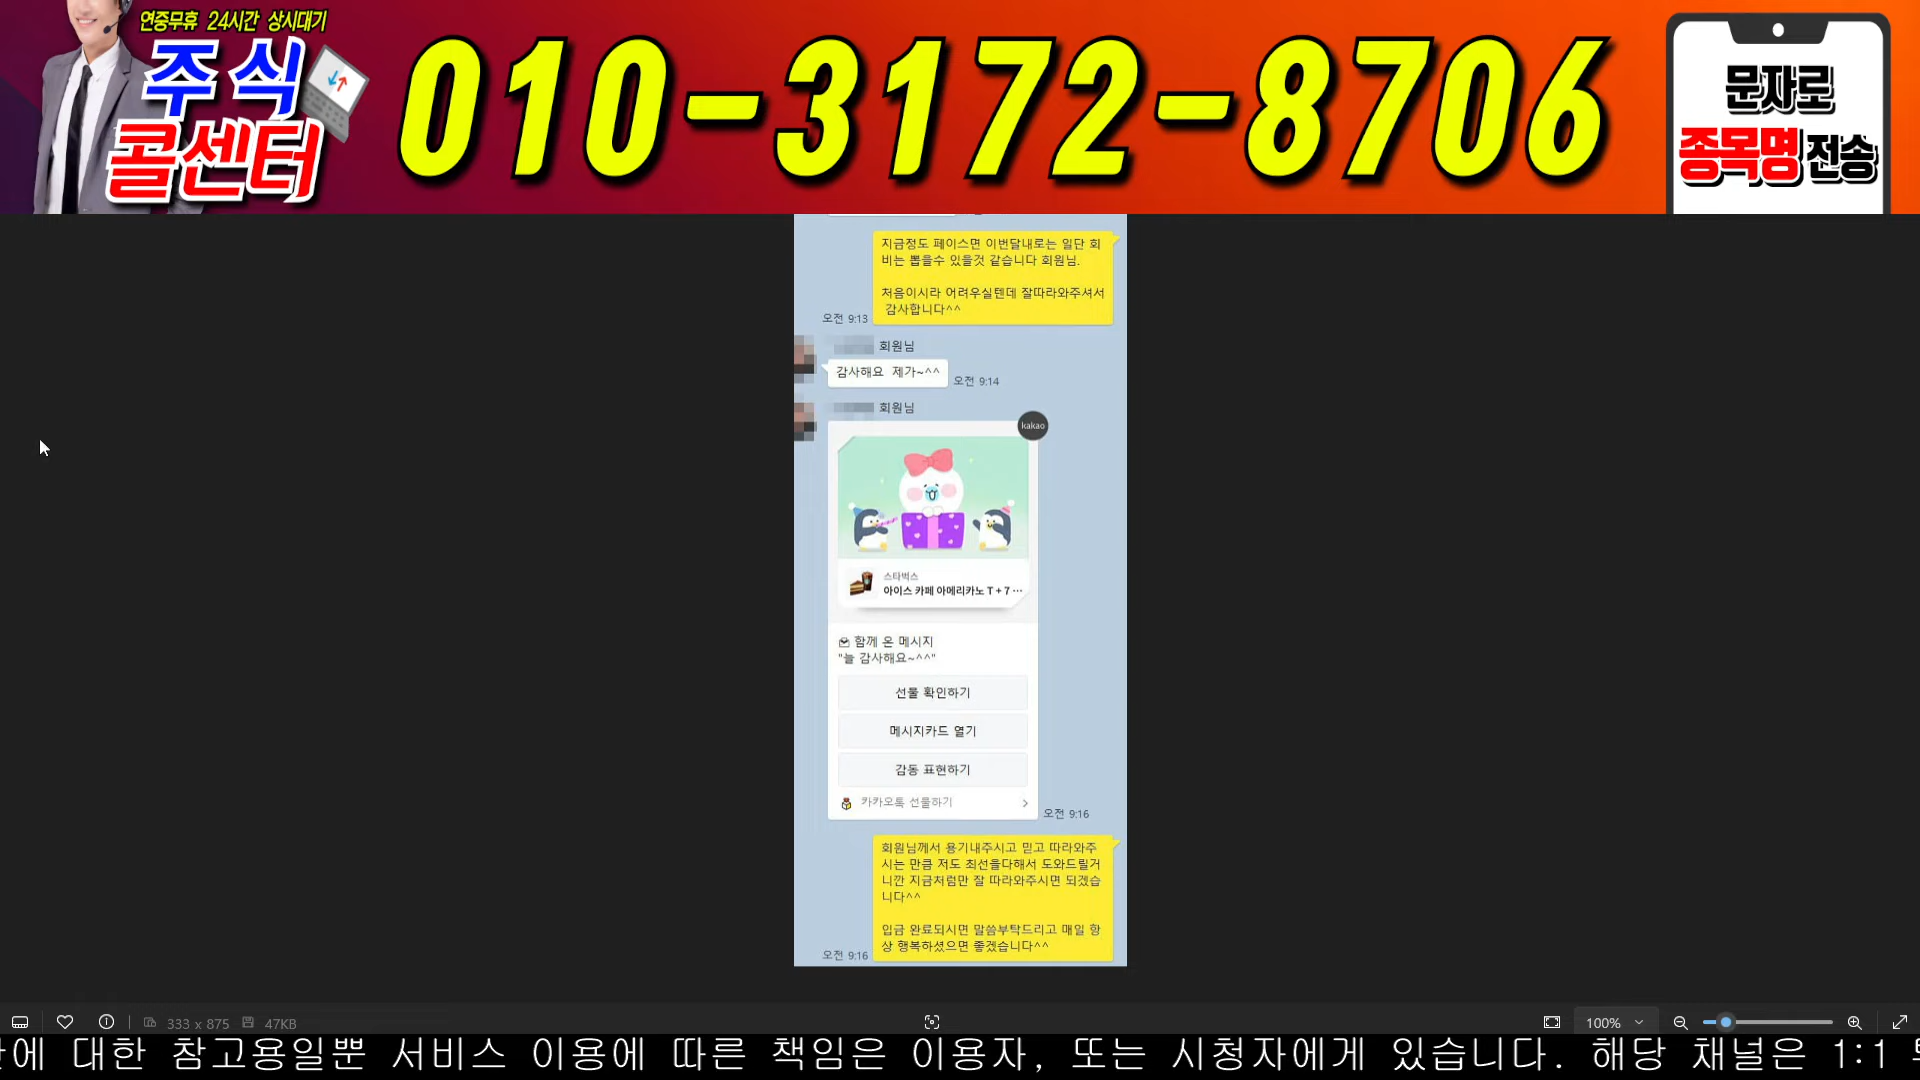 연중무휴 24시간 상시대기
주식
콜센터
010-3172-8706
문자로
종목명 전송
지금정도 페이스면 이번달내로는 일단 회
비는 뽑을수 있을것 같습니다 회원님.
처음이시라 어려우실텐데 잘따라와주셔서
감사합니다^^
오전 9:13
회원님
감사해요 제가~^^
오전 9:14
회원님
kakao
스타벅스
아이스 카페 아메리카노 T + 7 ···
함께 온 메시지
"늘 감사해요~^^"
선물 확인하기
메시지카드 열기
감동 표현하기
카카오톡 선물하기
오전 9:16
회원님께서 용기내주시고 믿고 따라와주
시는 만큼 저도 최선을다해서 도와드릴거
니깐 지금처럼만 잘 따라와주시면 되겠습
니다^^
입금 완료되시면 말씀부탁드리고 매일 항
상 행복하셨으면 좋겠습니다^^
오전 9:16
333 x 875
47KB
100%
에 대한 참고용일뿐 서비스 이용에 따른 책임은 이용자, 또는 시청자에게 있습니다. 해당 채널은 1:1